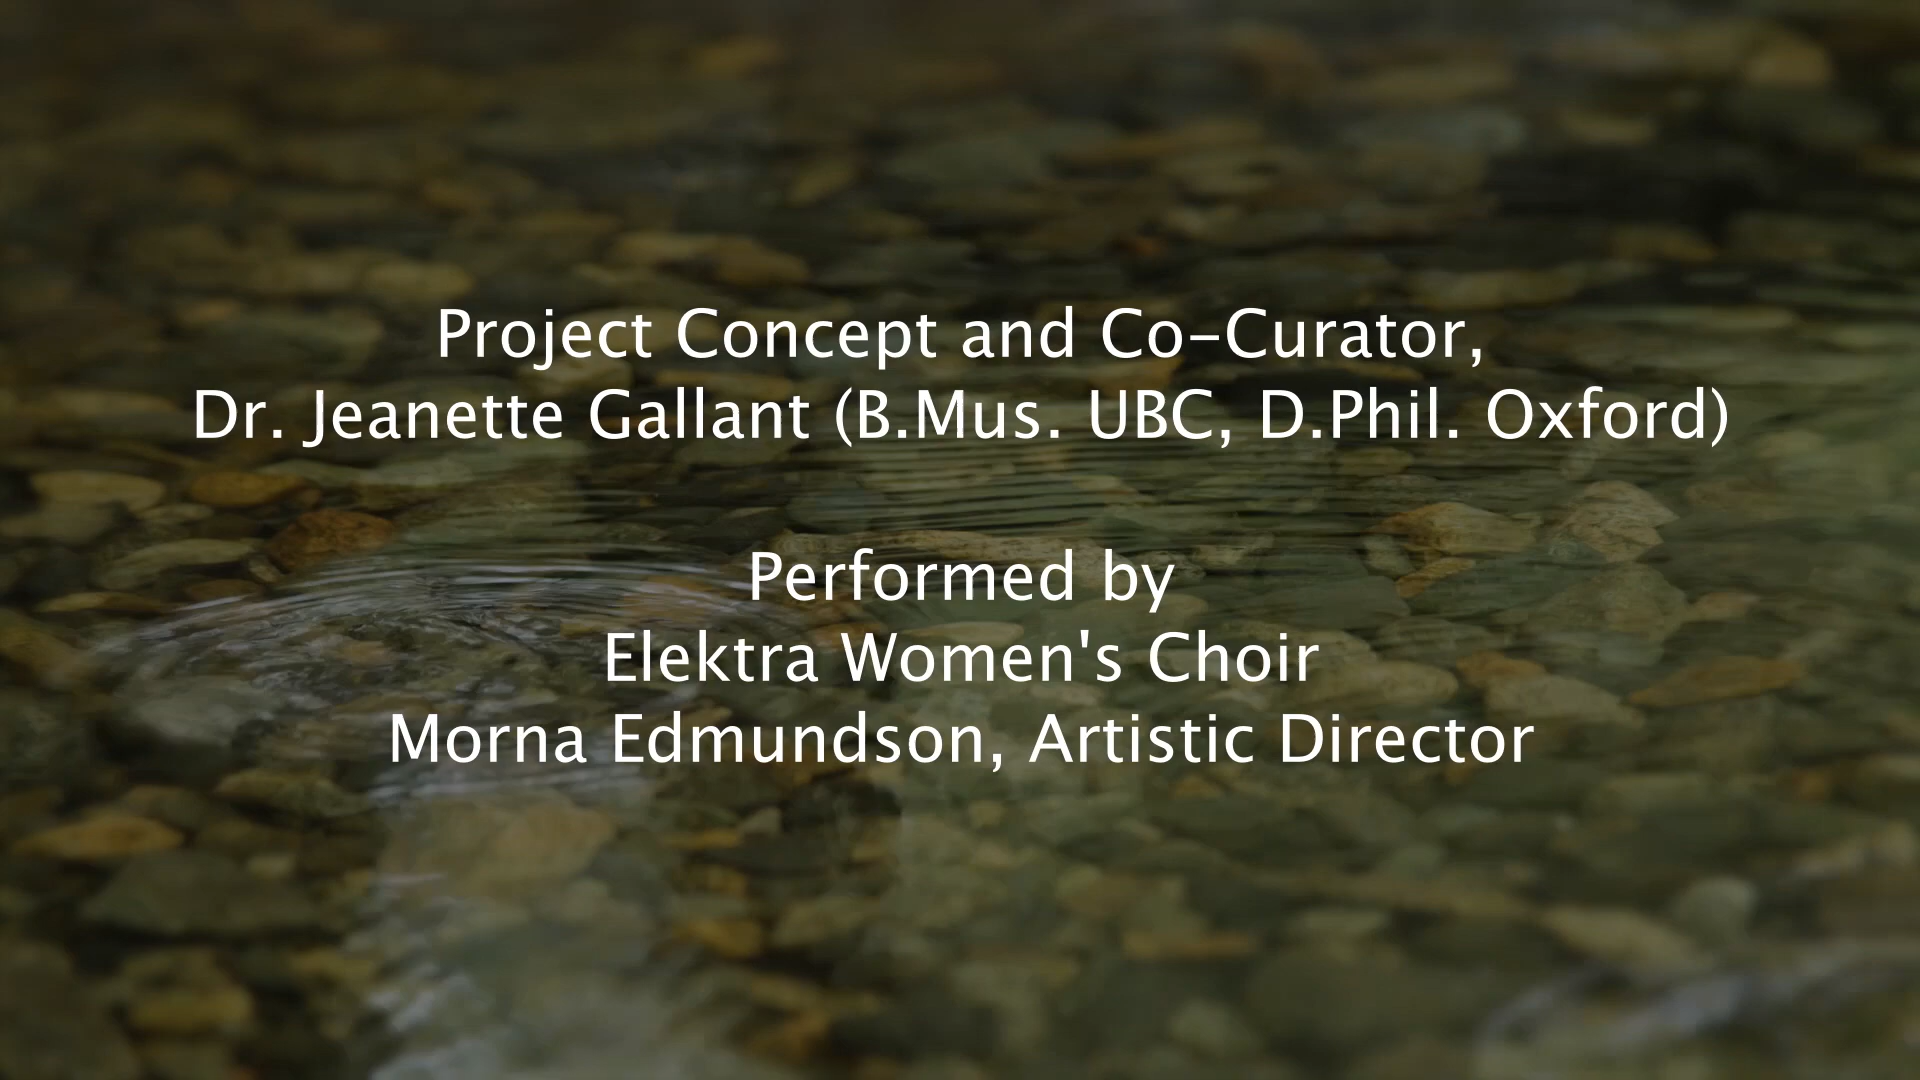 Project Concept and Co-Curator,
Dr. Jeanette Gallant (B.Mus. UBC, D.Phil. Oxford)
Performed by
Elektra Women's Choir
Morna Edmundson, Artistic Director